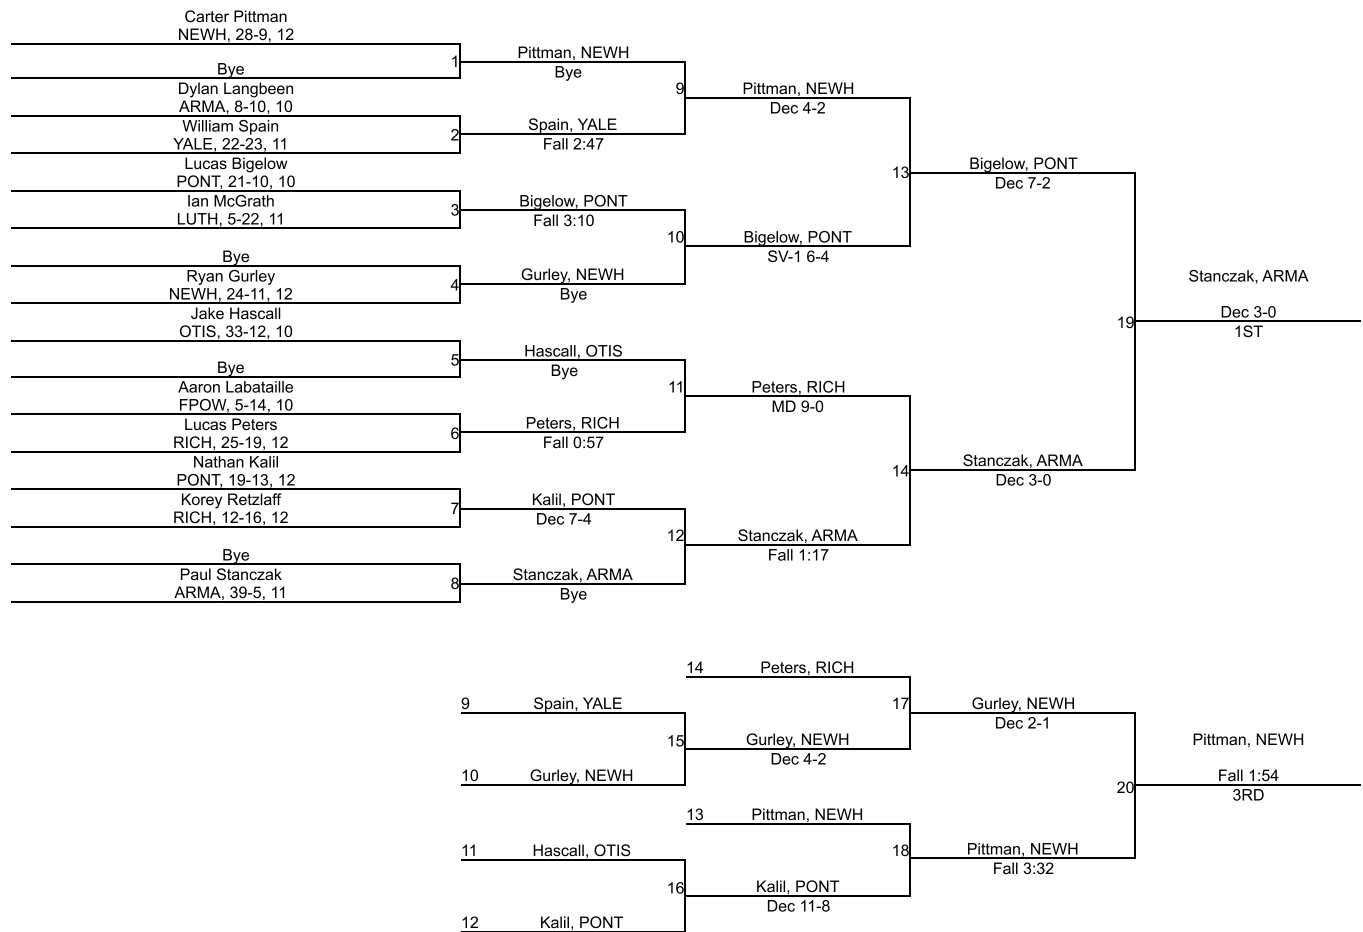 Carter Pittman
NEWH, 28-9, 12
1
Bye
Dylan Langbeen
ARMA, 8-10, 10
2
William Spain
YALE, 22-23, 11
Lucas Bigelow
PONT, 21-10, 10
3
Ian McGrath
LUTH, 5-22, 11
Bye
4
Ryan Gurley
NEWH, 24-11, 12
Jake Hascall
OTIS, 33-12, 10
5
Bye
Aaron Labataille
FPOW, 5-14, 10
6
Lucas Peters
RICH, 25-19, 12
Nathan Kalil
PONT, 19-13, 12
7
Korey Retzlaff
RICH, 12-16, 12
Bye
8
Paul Stanczak
ARMA, 39-5, 11
Pittman, NEWH
Bye
9
Spain, YALE
Fall 2:47
Bigelow, PONT
Fall 3:10
10
Gurley, NEWH
Bye
Hascall, OTIS
Bye
11
Peters, RICH
Fall 0:57
Kalil, PONT
Dec 7-4
12
Stanczak, ARMA
Bye
Pittman, NEWH
Dec 4-2
13
Bigelow, PONT
SV-1 6-4
Peters, RICH
MD 9-0
14
Stanczak, ARMA
Fall 1:17
Bigelow, PONT
Dec 7-2
19
Stanczak, ARMA
Dec 3-0
Stanczak, ARMA
Dec 3-0
1ST
9
Spain, YALE
15
10
Gurley, NEWH
11
Hascall, OTIS
16
12
Kalil, PONT
14
Peters, RICH
17
Gurley, NEWH
Dec 4-2
13
Pittman, NEWH
18
Kalil, PONT
Dec 11-8
Gurley, NEWH
Dec 2-1
20
Pittman, NEWH
Fall 3:32
Pittman, NEWH
Fall 1:54
3RD